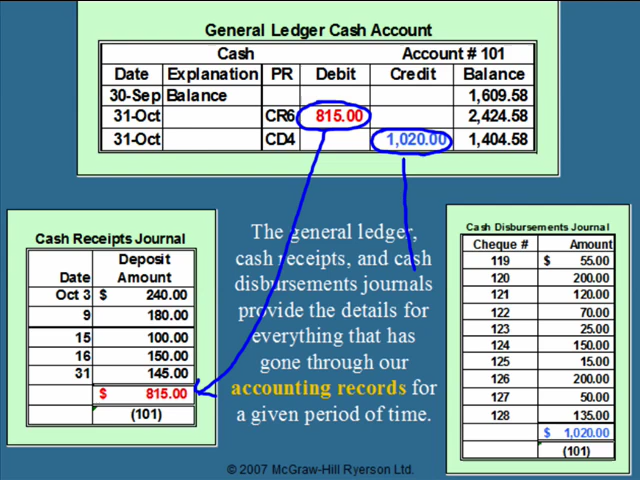 General Ledger Cash Account
Cash Account # 101
Date Explanation PR Debit Credit Balance
30-Sep Balance 1,609.58
31-Oct CR6 815.00 2,424.58
31-Oct CD4 1,020.00 1,404.58
Cash Receipts Journal
Deposit
Date Amount
Oct 3 $ 240.00
9 180.00
15 100.00
16 150.00
31 145.00
$ 815.00
(101)
The general ledger,
cash receipts, and cash
disbursements journals
provide the details for
everything that has
gone through our
accounting records for
a given period of time.
Cash Disbursements Journal
Cheque # Amount
119 $ 55.00
120 200.00
121 120.00
122 70.00
123 25.00
124 150.00
125 15.00
126 200.00
127 50.00
128 135.00
$ 1,020.00
(101)
© 2007 McGraw-Hill Ryerson Ltd.